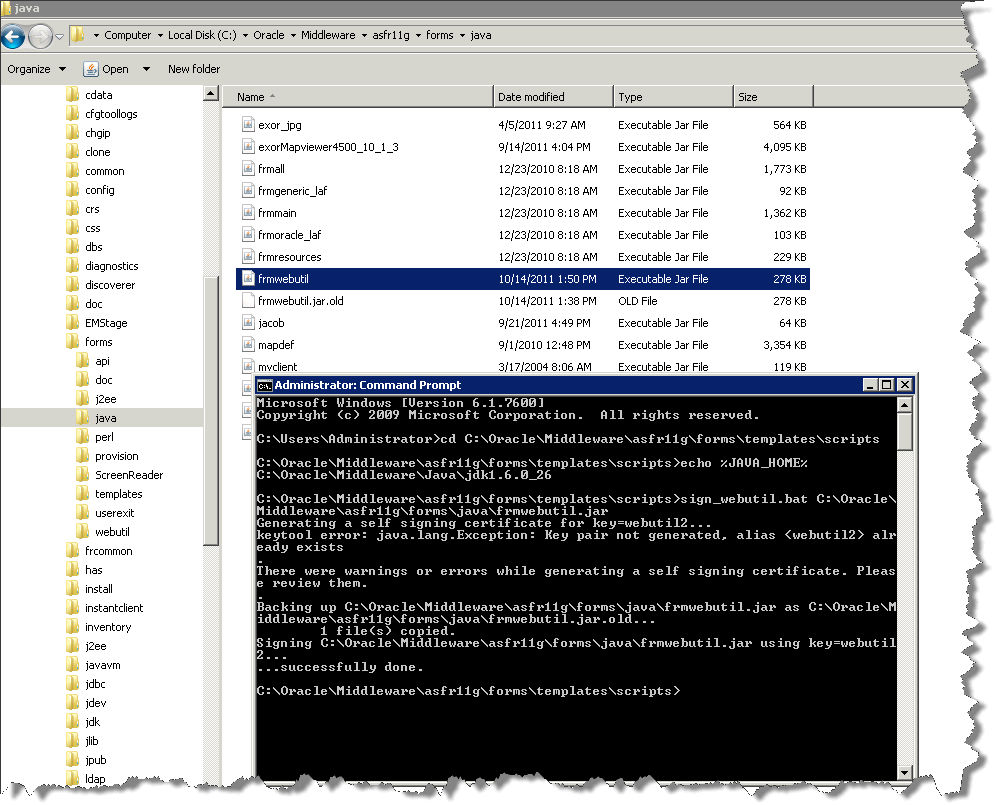 java
Computer Local Disk (C:) Oracle Middleware asfr11g forms java
Organize Open New folder
cdata
cfgtoollogs
chgip
clone
common
config
crs
css
dbs
diagnostics
discoverer
doc
EMStage
forms
api
doc
j2ee
java
perl
provision
ScreenReader
templates
userexit
webutil
frcommon
has
install
instantclient
inventory
j2ee
javavm
jdbc
jdev
jdk
jlib
jpub
ldap
Name Date modified Type Size
exor_jpg 4/5/2011 9:27 AM Executable Jar File 564 KB
exorMapviewer4500_10_1_3 9/14/2011 4:04 PM Executable Jar File 4,095 KB
frmall 12/23/2010 8:18 AM Executable Jar File 1,773 KB
frmgeneric_laf 12/23/2010 8:18 AM Executable Jar File 92 KB
frmmain 12/23/2010 8:18 AM Executable Jar File 1,362 KB
frmoracle_laf 12/23/2010 8:18 AM Executable Jar File 103 KB
frmresources 12/23/2010 8:18 AM Executable Jar File 229 KB
frmwebutil 10/14/2011 1:50 PM Executable Jar File 278 KB
frmwebutil.jar.old 10/14/2011 1:38 PM OLD File 278 KB
jacob 9/21/2011 4:49 PM Executable Jar File 64 KB
mapdef 9/1/2010 12:48 PM Executable Jar File 3,354 KB
mvclient 3/17/2004 8:06 AM Executable Jar File 119 KB
Administrator: Command Prompt
Microsoft Windows [Version 6.1.7600]
Copyright (c) 2009 Microsoft Corporation.  All rights reserved.
C:\Users\Administrator>cd C:\Oracle\Middleware\asfr11g\forms\templates\scripts
C:\Oracle\Middleware\asfr11g\forms\templates\scripts>echo %JAVA_HOME%
C:\Oracle\Middleware\Java\jdk1.6.0_26
C:\Oracle\Middleware\asfr11g\forms\templates\scripts>sign_webutil.bat C:\Oracle\
Middleware\asfr11g\forms\java\frmwebutil.jar
Generating a self signing certificate for key=webutil2...
keytool error: java.lang.Exception: Key pair not generated, alias <webutil2> alr
eady exists
.
There were warnings or errors while generating a self signing certificate. Pleas
e review them.
.
Backing up C:\Oracle\Middleware\asfr11g\forms\java\frmwebutil.jar as C:\Oracle\M
iddleware\asfr11g\forms\java\frmwebutil.jar.old...
1 file(s) copied.
Signing C:\Oracle\Middleware\asfr11g\forms\java\frmwebutil.jar using key=webutil
2...
...successfully done.
C:\Oracle\Middleware\asfr11g\forms\templates\scripts>